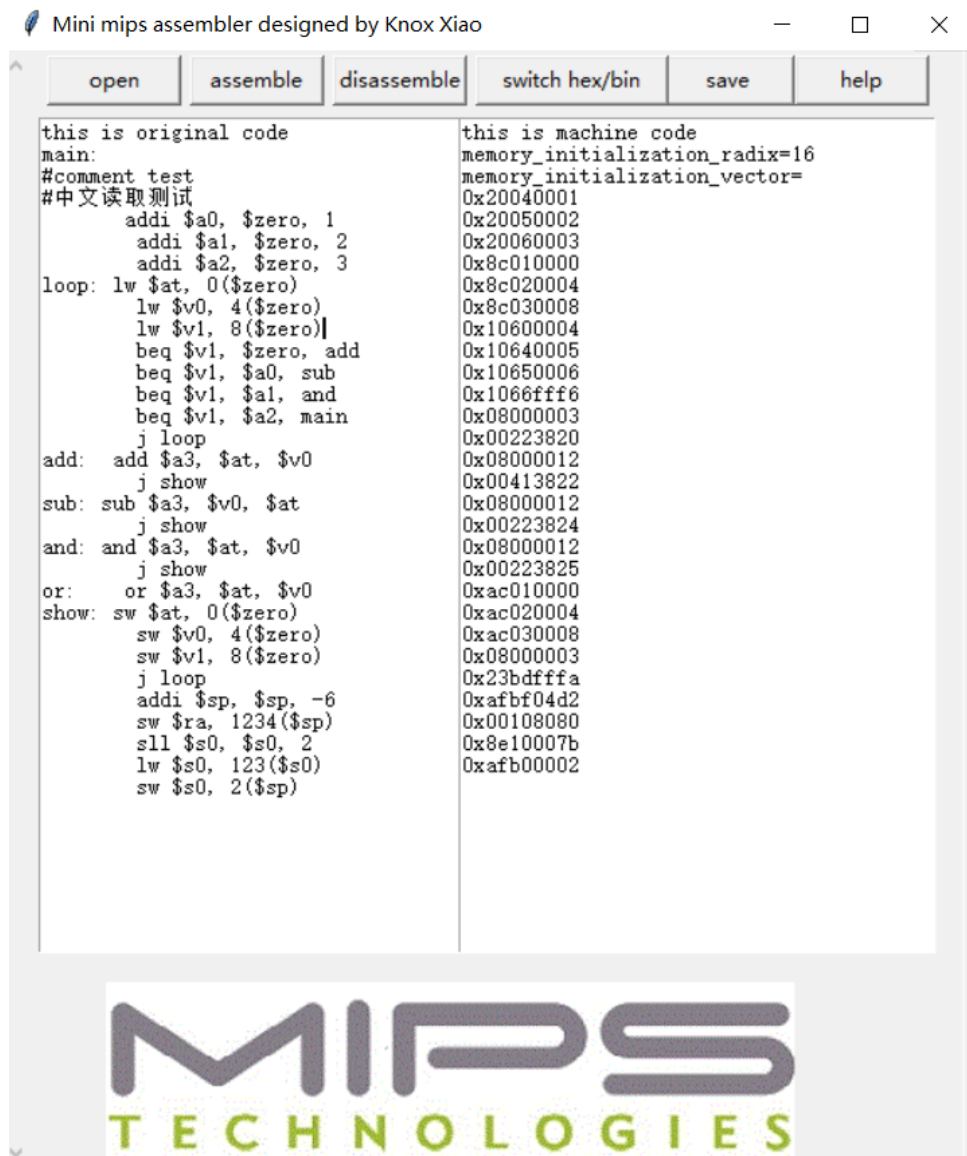 Mini mips assembler designed by Knox Xiao
open assemble disassemble switch hex/bin save help
this is original code
main:
#comment test
#中文读取测试
addi $a0, $zero, 1
addi $a1, $zero, 2
addi $a2, $zero, 3
loop: lw $at, 0($zero)
lw $v0, 4($zero)
lw $v1, 8($zero)
beq $v1, $zero, add
beq $v1, $a0, sub
beq $v1, $a1, and
beq $v1, $a2, main
j loop
add: add $a3, $at, $v0
j show
sub: sub $a3, $v0, $at
j show
and: and $a3, $at, $v0
j show
or: or $a3, $at, $v0
show: sw $at, 0($zero)
sw $v0, 4($zero)
sw $v1, 8($zero)
j loop
addi $sp, $sp, -6
sw $ra, 1234($sp)
sll $s0, $s0, 2
lw $s0, 123($s0)
sw $s0, 2($sp)
this is machine code
memory_initialization_radix=16
memory_initialization_vector=
0x20040001
0x20050002
0x20060003
0x8c010000
0x8c020004
0x8c030008
0x10600004
0x10640005
0x10650006
0x1066fff6
0x08000003
0x00223820
0x08000012
0x00413822
0x08000012
0x00223824
0x08000012
0x00223825
0xac010000
0xac020004
0xac030008
0x08000003
0x23bdfffa
0xafbf04d2
0x00108080
0x8e10007b
0xafb00002
MIPS
TECHNOLOGIES